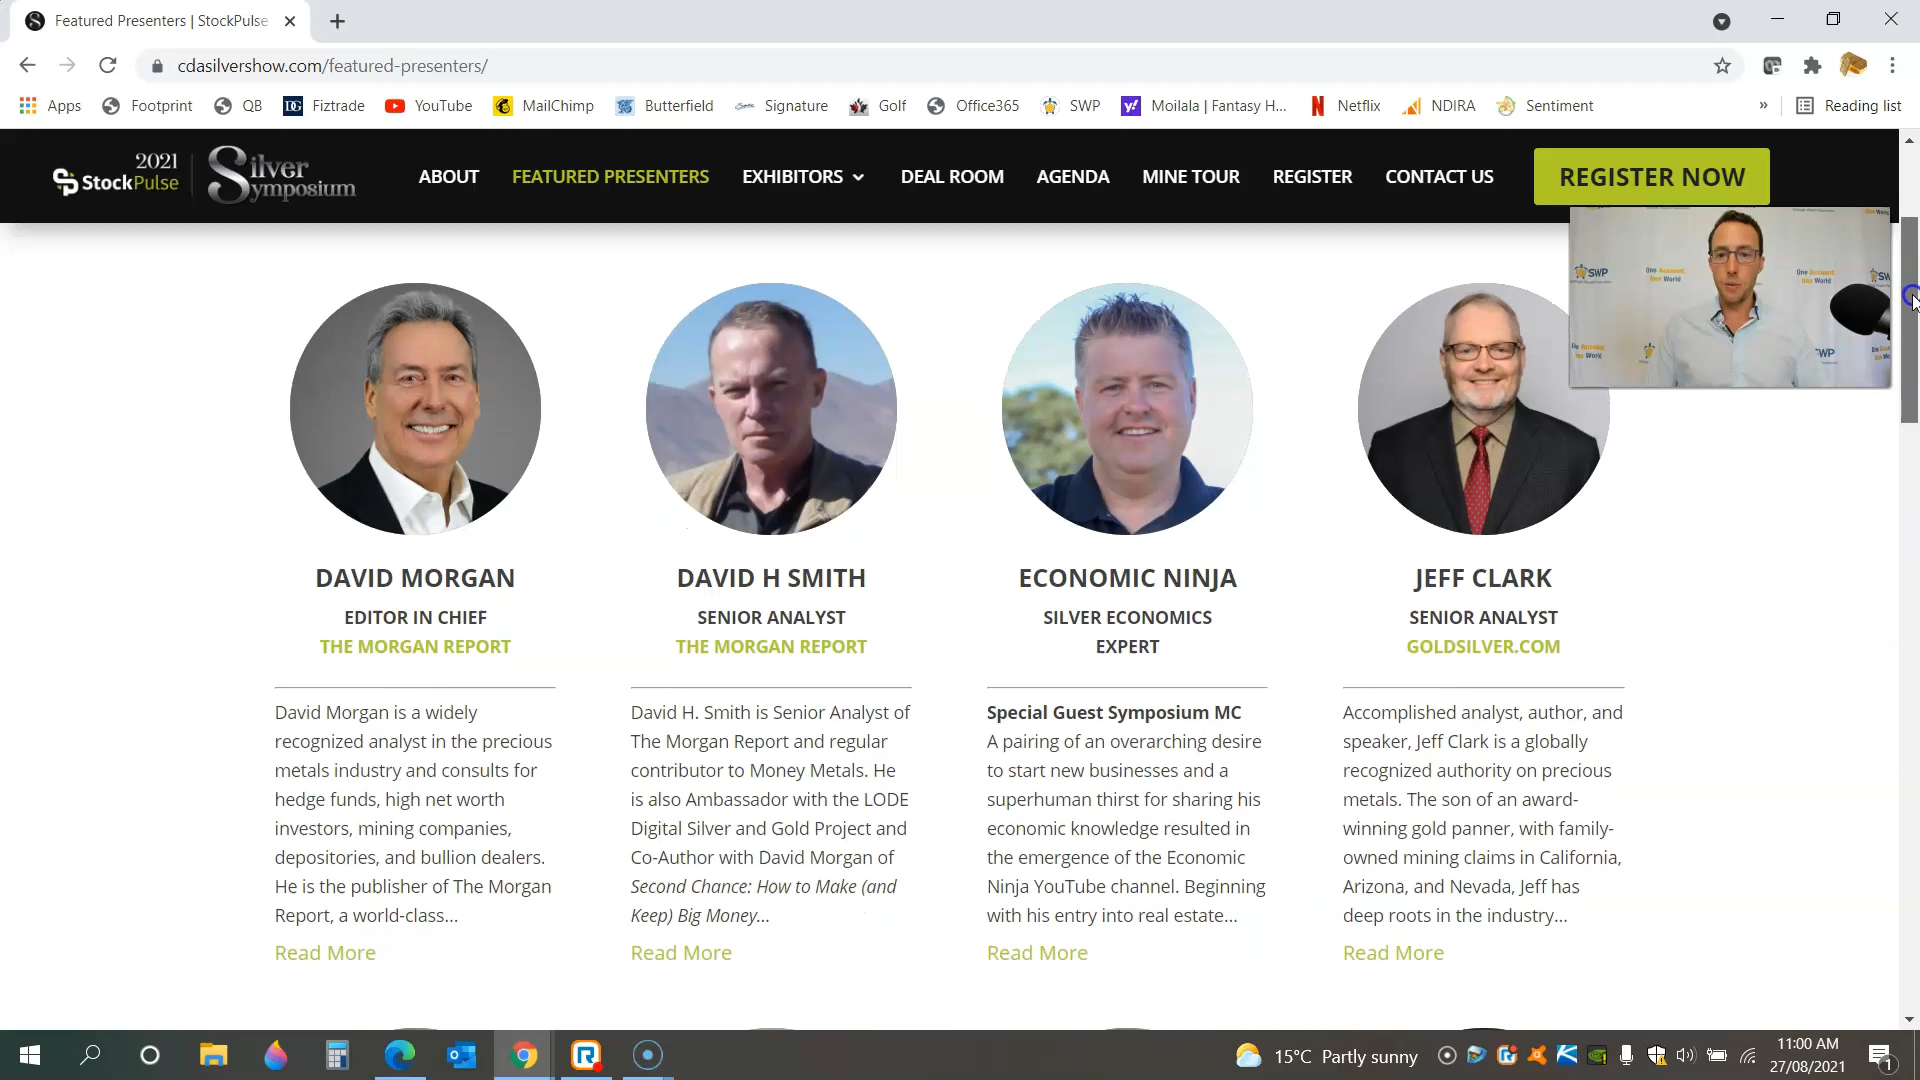 Featured Presenters | StockPulse
cdasilvershow.com/featured-presenters/
Apps Footprint QB DG Fiztrade YouTube MailChimp Butterfield Signature Golf Office365 SWP Moilala | Fantasy H... Netflix NDIRA Sentiment » Reading list
2021
StockPulse
Silver
Symposium
ABOUT FEATURED PRESENTERS EXHIBITORS DEAL ROOM AGENDA MINE TOUR REGISTER CONTACT US REGISTER NOW
SWP
One Account.
One World
One Account.
One World
SWP
DAVID MORGAN
EDITOR IN CHIEF
THE MORGAN REPORT
David Morgan is a widely
recognized analyst in the precious
metals industry and consults for
hedge funds, high net worth
investors, mining companies,
depositories, and bullion dealers.
He is the publisher of The Morgan
Report, a world-class...
Read More
DAVID H SMITH
SENIOR ANALYST
THE MORGAN REPORT
David H. Smith is Senior Analyst of
The Morgan Report and regular
contributor to Money Metals. He
is also Ambassador with the LODE
Digital Silver and Gold Project and
Co-Author with David Morgan of
Second Chance: How to Make (and
Keep) Big Money...
Read More
ECONOMIC NINJA
SILVER ECONOMICS
EXPERT
Special Guest Symposium MC
A pairing of an overarching desire
to start new businesses and a
superhuman thirst for sharing his
economic knowledge resulted in
the emergence of the Economic
Ninja YouTube channel. Beginning
with his entry into real estate...
Read More
JEFF CLARK
SENIOR ANALYST
GOLDSILVER.COM
Accomplished analyst, author, and
speaker, Jeff Clark is a globally
recognized authority on precious
metals. The son of an award-
winning gold panner, with family-
owned mining claims in California,
Arizona, and Nevada, Jeff has
deep roots in the industry...
Read More
15°C Partly sunny
11:00 AM
27/08/2021
1